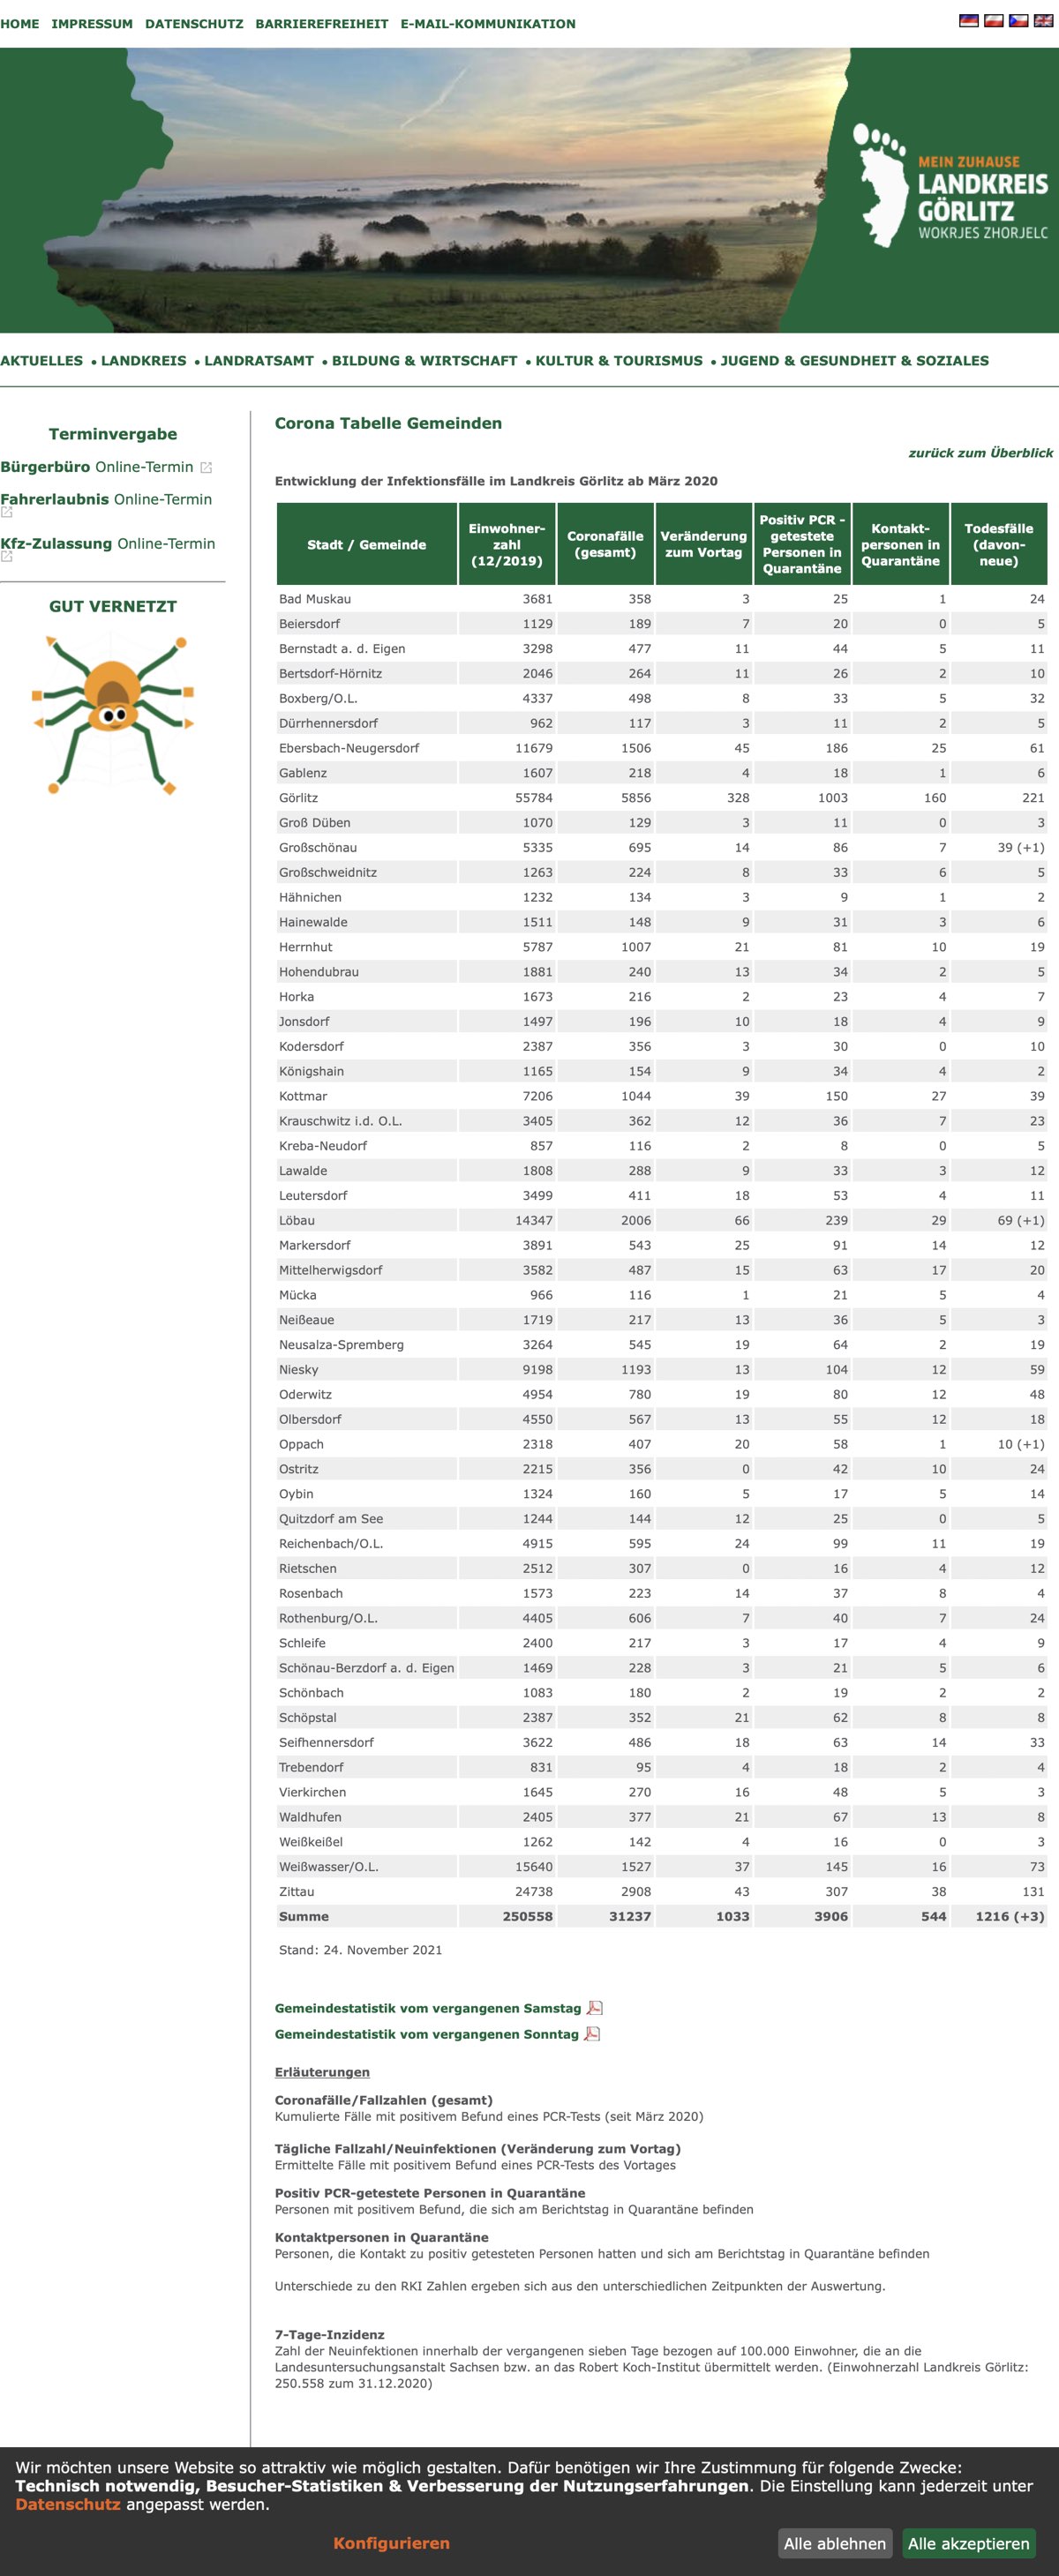 HOME IMPRESSUM DATENSCHUTZ BARRIEREFREIHEIT E-MAIL-KOMMUNIKATION
MEIN ZUHAUSE
LANDKREIS
GÖRLITZ
WOKRJES ZHORJELC
AKTUELLES • LANDKREIS • LANDRATSAMT • BILDUNG & WIRTSCHAFT • KULTUR & TOURISMUS • JUGEND & GESUNDHEIT & SOZIALES
Terminvergabe
Bürgerbüro Online-Termin
Fahrerlaubnis Online-Termin
Kfz-Zulassung Online-Termin
GUT VERNETZT
Corona Tabelle Gemeinden
zurück zum Überblick
Entwicklung der Infektionsfälle im Landkreis Görlitz ab März 2020
Stadt / Gemeinde Einwohner-zahl (12/2019) Coronafälle (gesamt) Veränderung zum Vortag Positiv PCR - getestete Personen in Quarantäne Kontakt-personen in Quarantäne Todesfälle (davon-neue)
Bad Muskau 3681 358 3 25 1 24
Beiersdorf 1129 189 7 20 0 5
Bernstadt a. d. Eigen 3298 477 11 44 5 11
Bertsdorf-Hörnitz 2046 264 11 26 2 10
Boxberg/O.L. 4337 498 8 33 5 32
Dürrhennersdorf 962 117 3 11 2 5
Ebersbach-Neugersdorf 11679 1506 45 186 25 61
Gablenz 1607 218 4 18 1 6
Görlitz 55784 5856 328 1003 160 221
Groß Düben 1070 129 3 11 0 3
Großschönau 5335 695 14 86 7 39 (+1)
Großschweidnitz 1263 224 8 33 6 5
Hähnichen 1232 134 3 9 1 2
Hainewalde 1511 148 9 31 3 6
Herrnhut 5787 1007 21 81 10 19
Hohendubrau 1881 240 13 34 2 5
Horka 1673 216 2 23 4 7
Jonsdorf 1497 196 10 18 4 9
Kodersdorf 2387 356 3 30 0 10
Königshain 1165 154 9 34 4 2
Kottmar 7206 1044 39 150 27 39
Krauschwitz i.d. O.L. 3405 362 12 36 7 23
Kreba-Neudorf 857 116 2 8 0 5
Lawalde 1808 288 9 33 3 12
Leutersdorf 3499 411 18 53 4 11
Löbau 14347 2006 66 239 29 69 (+1)
Markersdorf 3891 543 25 91 14 12
Mittelherwigsdorf 3582 487 15 63 17 20
Mücka 966 116 1 21 5 4
Neißeaue 1719 217 13 36 5 3
Neusalza-Spremberg 3264 545 19 64 2 19
Niesky 9198 1193 13 104 12 59
Oderwitz 4954 780 19 80 12 48
Olbersdorf 4550 567 13 55 12 18
Oppach 2318 407 20 58 1 10 (+1)
Ostritz 2215 356 0 42 10 24
Oybin 1324 160 5 17 5 14
Quitzdorf am See 1244 144 12 25 0 5
Reichenbach/O.L. 4915 595 24 99 11 19
Rietschen 2512 307 0 16 4 12
Rosenbach 1573 223 14 37 8 4
Rothenburg/O.L. 4405 606 7 40 7 24
Schleife 2400 217 3 17 4 9
Schönau-Berzdorf a. d. Eigen 1469 228 3 21 5 6
Schönbach 1083 180 2 19 2 2
Schöpstal 2387 352 21 62 8 8
Seifhennersdorf 3622 486 18 63 14 33
Trebendorf 831 95 4 18 2 4
Vierkirchen 1645 270 16 48 5 3
Waldhufen 2405 377 21 67 13 8
Weißkeißel 1262 142 4 16 0 3
Weißwasser/O.L. 15640 1527 37 145 16 73
Zittau 24738 2908 43 307 38 131
Summe 250558 31237 1033 3906 544 1216 (+3)
Stand: 24. November 2021
Gemeindestatistik vom vergangenen Samstag
Gemeindestatistik vom vergangenen Sonntag
Erläuterungen
Coronafälle/Fallzahlen (gesamt)
Kumulierte Fälle mit positivem Befund eines PCR-Tests (seit März 2020)
Tägliche Fallzahl/Neuinfektionen (Veränderung zum Vortag)
Ermittelte Fälle mit positivem Befund eines PCR-Tests des Vortages
Positiv PCR-getestete Personen in Quarantäne
Personen mit positivem Befund, die sich am Berichtstag in Quarantäne befinden
Kontaktpersonen in Quarantäne
Personen, die Kontakt zu positiv getesteten Personen hatten und sich am Berichtstag in Quarantäne befinden
Unterschiede zu den RKI Zahlen ergeben sich aus den unterschiedlichen Zeitpunkten der Auswertung.
7-Tage-Inzidenz
Zahl der Neuinfektionen innerhalb der vergangenen sieben Tage bezogen auf 100.000 Einwohner, die an die
Landesuntersuchungsanstalt Sachsen bzw. an das Robert Koch-Institut übermittelt werden. (Einwohnerzahl Landkreis Görlitz:
250.558 zum 31.12.2020)
Wir möchten unsere Website so attraktiv wie möglich gestalten. Dafür benötigen wir Ihre Zustimmung für folgende Zwecke:
Technisch notwendig, Besucher-Statistiken & Verbesserung der Nutzungserfahrungen. Die Einstellung kann jederzeit unter
Datenschutz angepasst werden.
Konfigurieren Alle ablehnen Alle akzeptieren